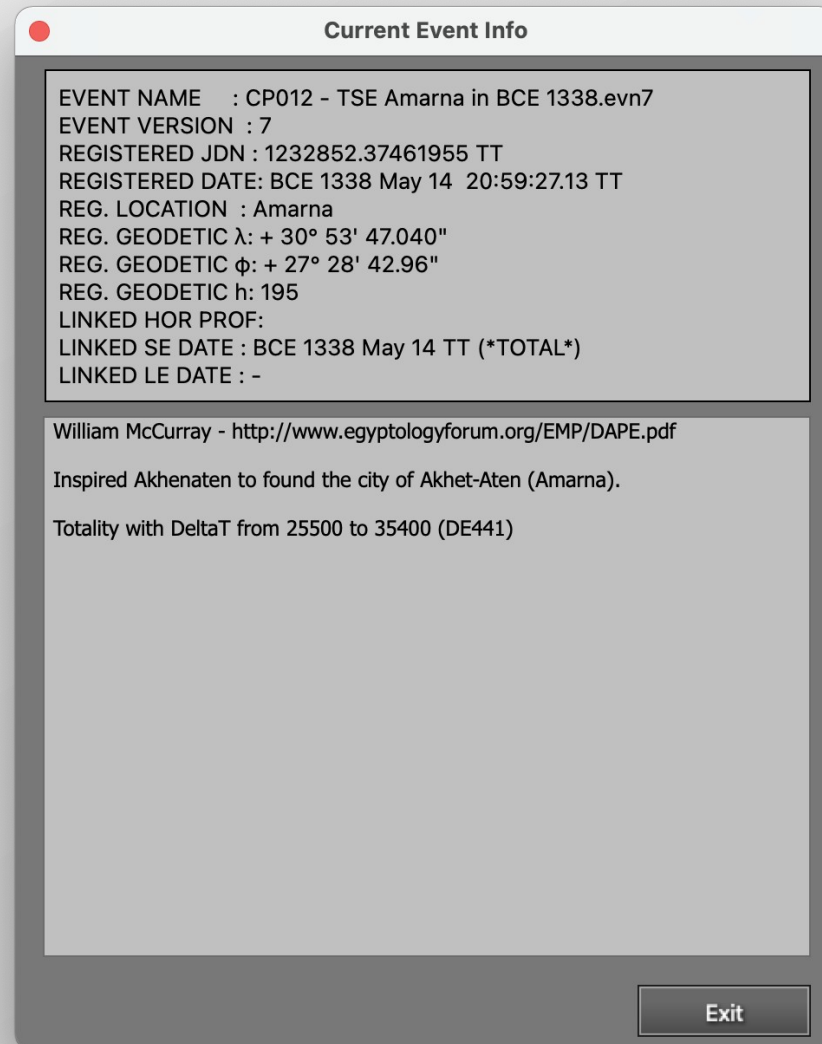 Current Event Info
EVENT NAME : CP012 - TSE Amarna in BCE 1338.evn7
EVENT VERSION : 7
REGISTERED JDN : 1232852.37461955 TT
REGISTERED DATE: BCE 1338 May 14 20:59:27.13 TT
REG. LOCATION : Amarna
REG. GEODETIC λ: + 30° 53' 47.040"
REG. GEODETIC φ: + 27° 28' 42.96"
REG. GEODETIC h: 195
LINKED HOR PROF:
LINKED SE DATE : BCE 1338 May 14 TT (*TOTAL*)
LINKED LE DATE : -
William McCurray - http://www.egyptologyforum.org/EMP/DAPE.pdf
Inspired Akhenaten to found the city of Akhet-Aten (Amarna).
Totality with DeltaT from 25500 to 35400 (DE441)
Exit